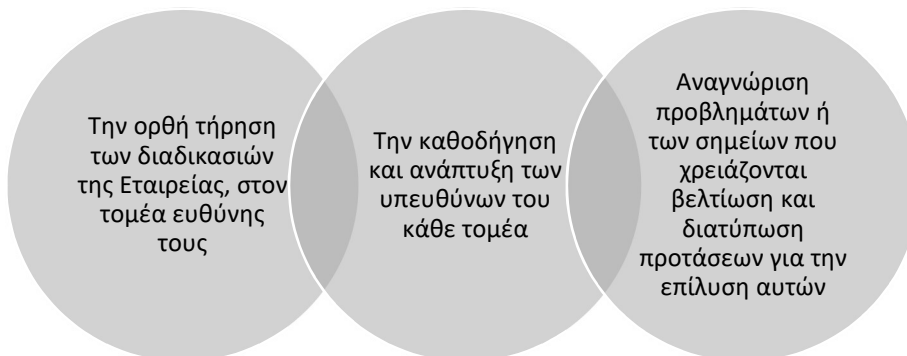 Την ορθή τήρηση
των διαδικασιών
της Εταιρείας, στον
τομέα ευθύνης
τους
Την καθοδήγηση
και ανάπτυξη των
υπευθύνων του
κάθε τομέα
Αναγνώριση
προβλημάτων ή
των σημείων που
χρειάζονται
βελτίωση και
διατύπωση
προτάσεων για την
επίλυση αυτών